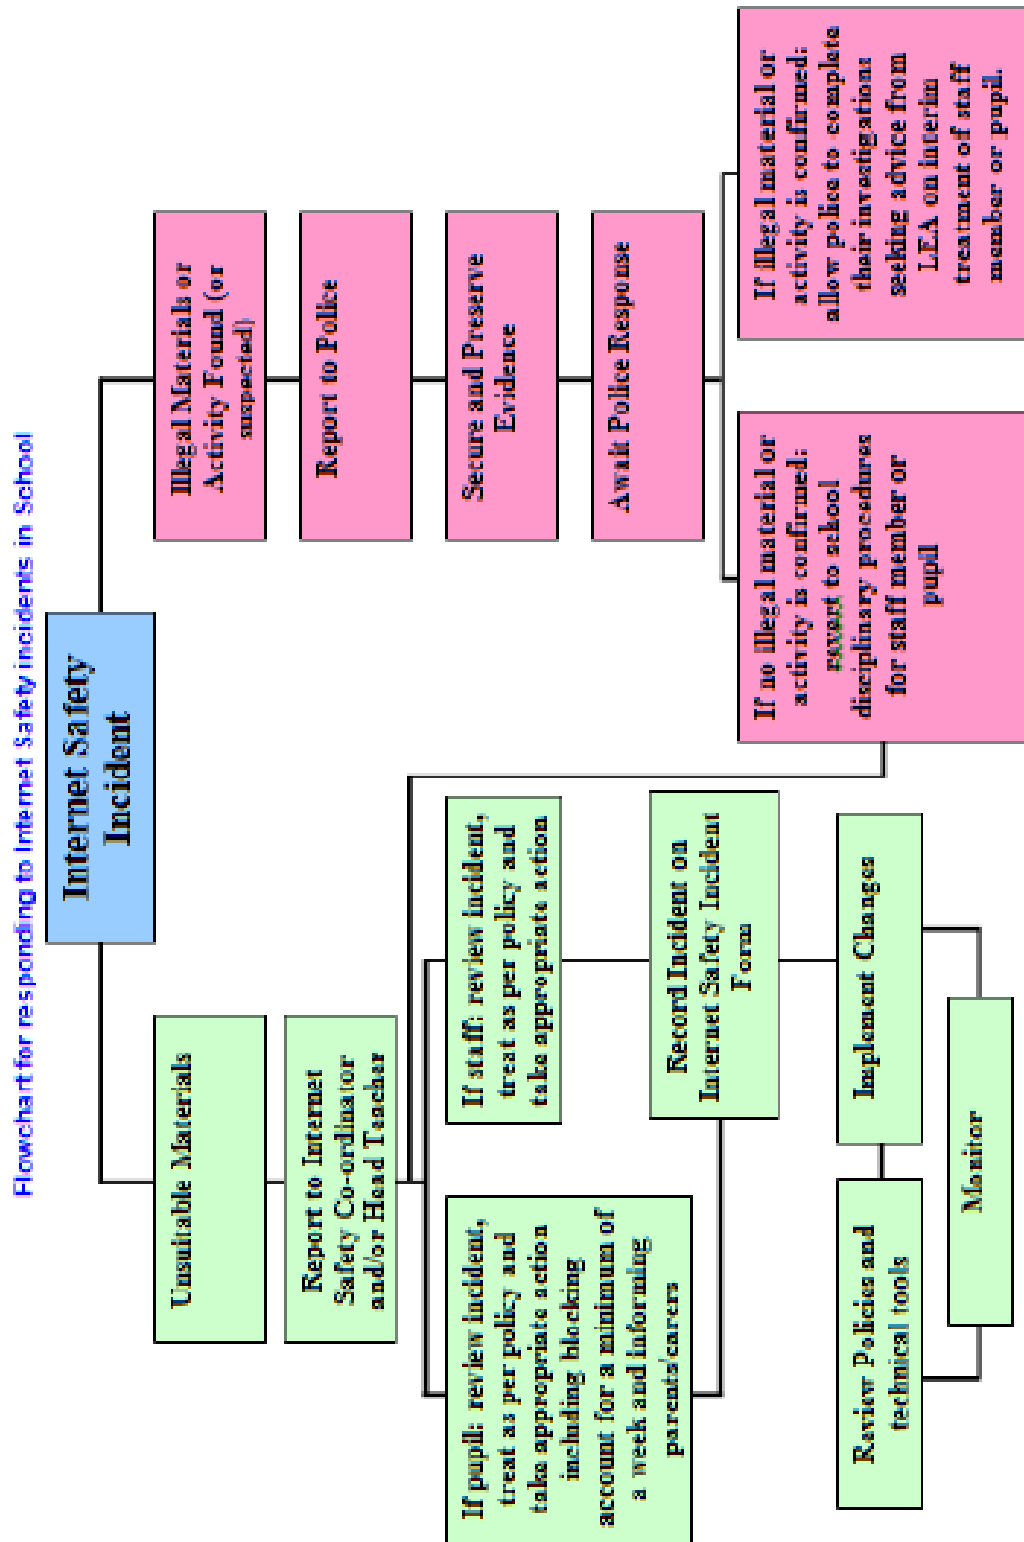 Flowchart for responding to Internet Safety incidents in School
Internet Safety
Incident
Unsuitable Materials
Report to Internet
Safety Co-ordinator
and/or Head Teacher
If pupil: review incident,
treat as per policy and
take appropriate action
including blocking
account for a minimum of
a week and informing
parents/carers
If staff: review incident,
treat as per policy and
take appropriate action
Record Incident on
Internet Safety Incident
Form
Review Policies and
technical tools
Implement Changes
Monitor
Illegal Materials or
Activity Found (or
suspected)
Report to Police
Secure and Preserve
Evidence
Await Police Response
If no illegal material or
activity is confirmed:
revert to school
disciplinary procedures
for staff member or
pupil
If illegal material or
activity is confirmed:
allow police to complete
their investigations
seeking advice from
LEA on interim
treatment of staff
member or pupil.